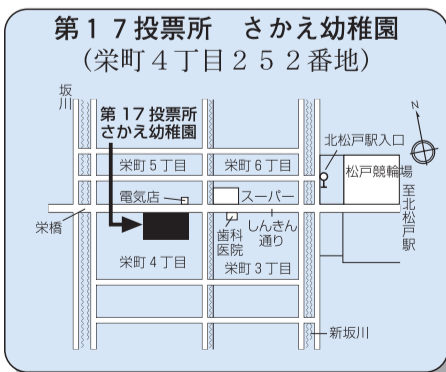 第１７投票所　さかえ幼稚園
（栄町４丁目２５２番地）
坂川
第17投票所
さかえ幼稚園
N
北松戸駅入口
栄町５丁目
栄町６丁目
松戸競輪場
電気店
スーパー
至北松戸駅
栄橋
歯科
医院
しんきん
通り
栄町４丁目
栄町３丁目
新坂川